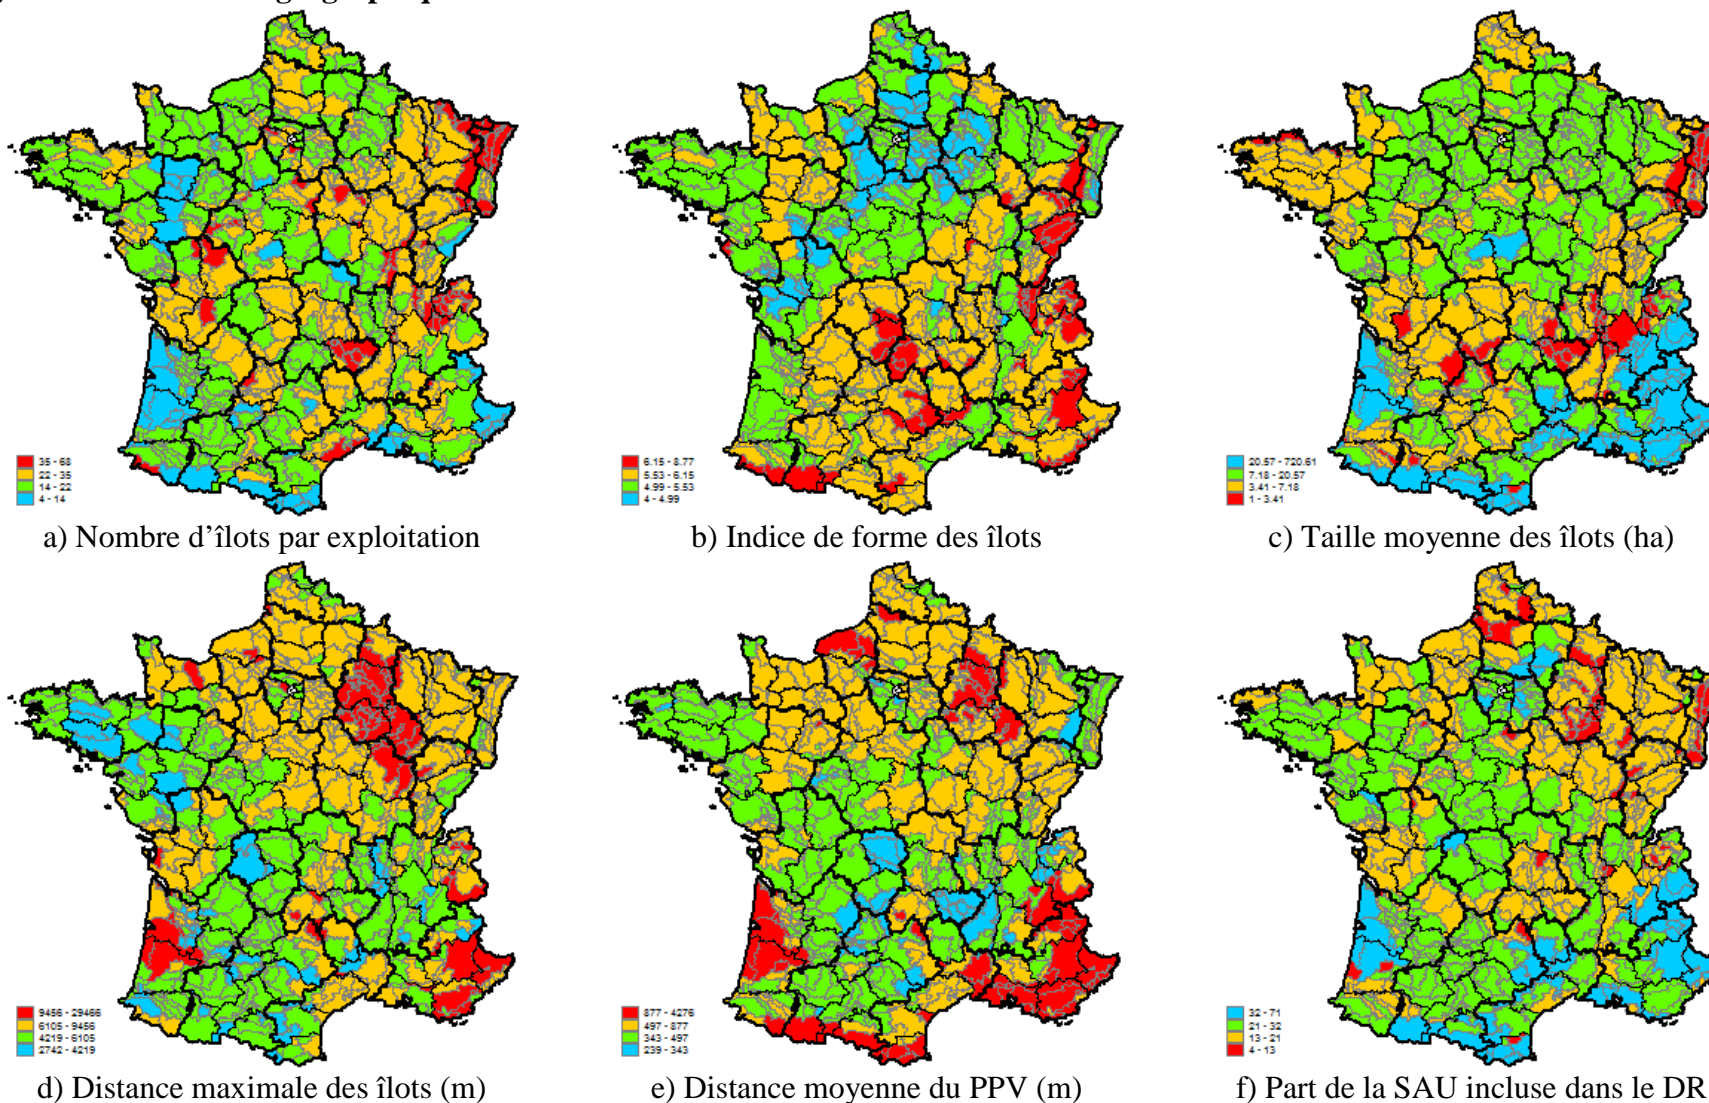 35 - 68
22 - 35
14 - 22
4 - 14
6.15 - 8.77
5.53 - 6.15
4.99 - 5.53
4 - 4.99
20.57 - 720.61
7.18 - 20.57
3.41 - 7.18
1 - 3.41
a) Nombre d’îlots par exploitation
b) Indice de forme des îlots
c) Taille moyenne des îlots (ha)
9456 - 29466
6105 - 9456
4219 - 6105
2742 - 4219
877 - 4276
497 - 877
343 - 497
239 - 343
32 - 71
21 - 32
13 - 21
4 - 13
d) Distance maximale des îlots (m)
e) Distance moyenne du PPV (m)
f) Part de la SAU incluse dans le DR